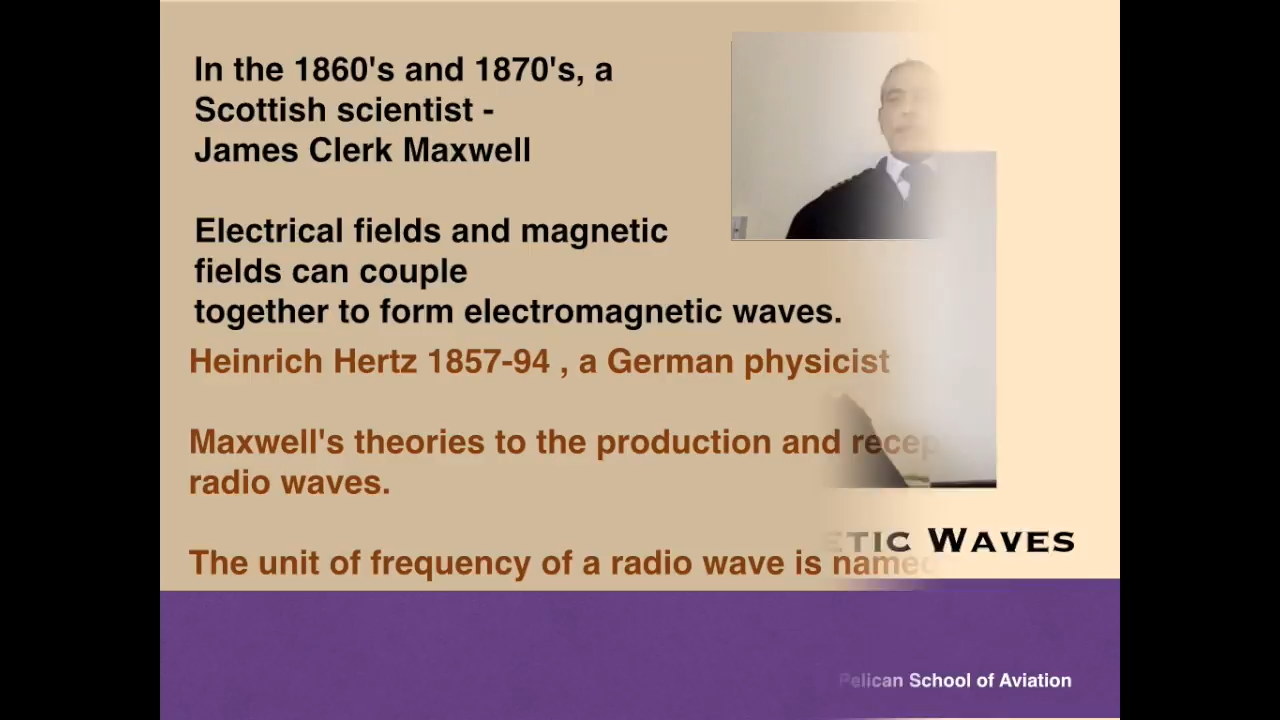 In the 1860's and 1870's, a
Scottish scientist -
James Clerk Maxwell
Electrical fields and magnetic
fields can couple
together to form electromagnetic waves.
Heinrich Hertz 1857-94 , a German physicist
Maxwell's theories to the production and
radio waves.
WAVES
The unit of frequency of a radio wave is named
Pelican School of Aviation